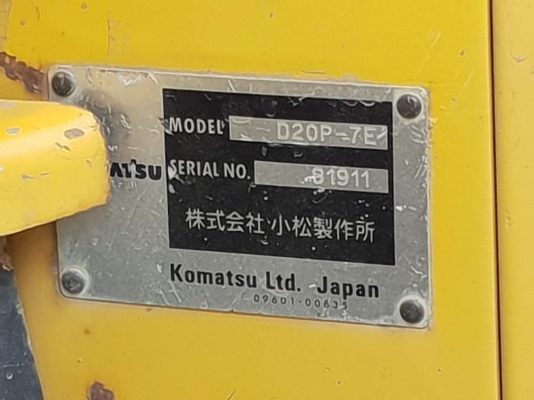 MODEL D20P-7E
ATSU SERIAL NO. 81911
株式会社 小松製作所
Komatsu Ltd. Japan
09601-00635